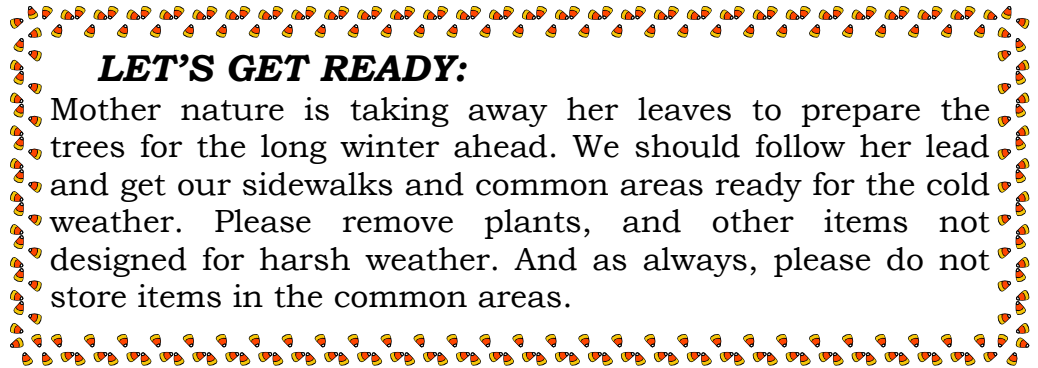 LET’S GET READY:
Mother nature is taking away her leaves to prepare the
trees for the long winter ahead. We should follow her lead
and get our sidewalks and common areas ready for the cold
weather. Please remove plants, and other items not
designed for harsh weather. And as always, please do not
store items in the common areas.